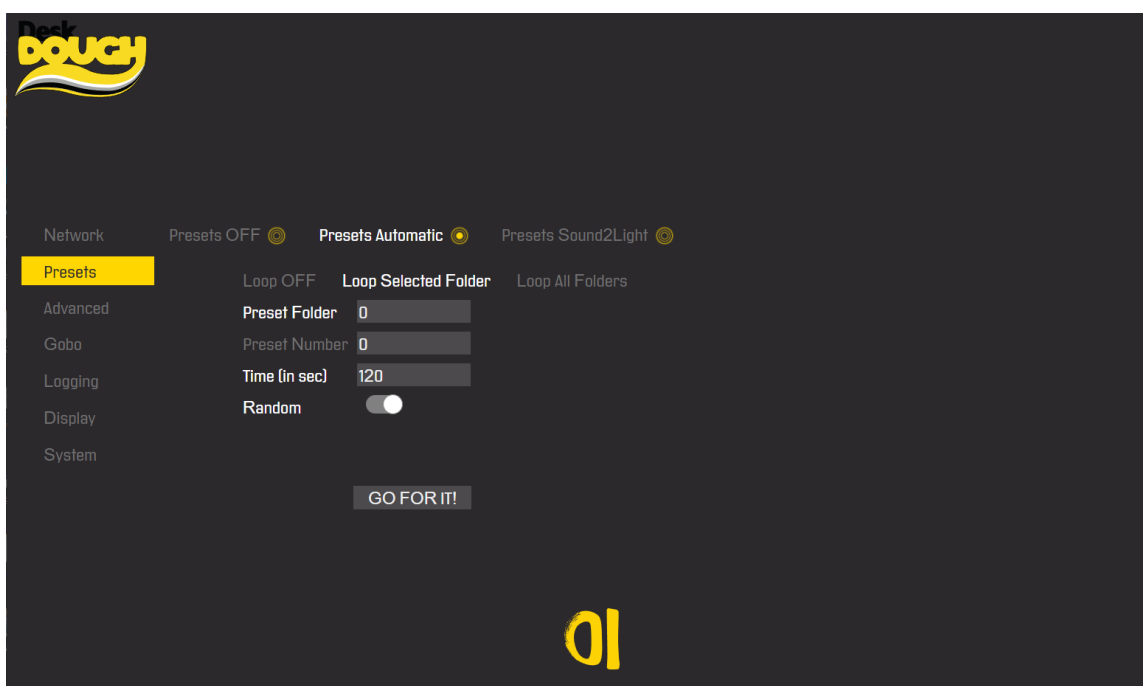 Desk
DOUGH
Network
Presets OFF Presets Automatic Presets Sound2Light
Presets
Loop OFF Loop Selected Folder Loop All Folders
Advanced
Preset Folder 0
Gobo
Preset Number 0
Logging
Time (in sec) 120
Random
Display
System
GO FOR IT!